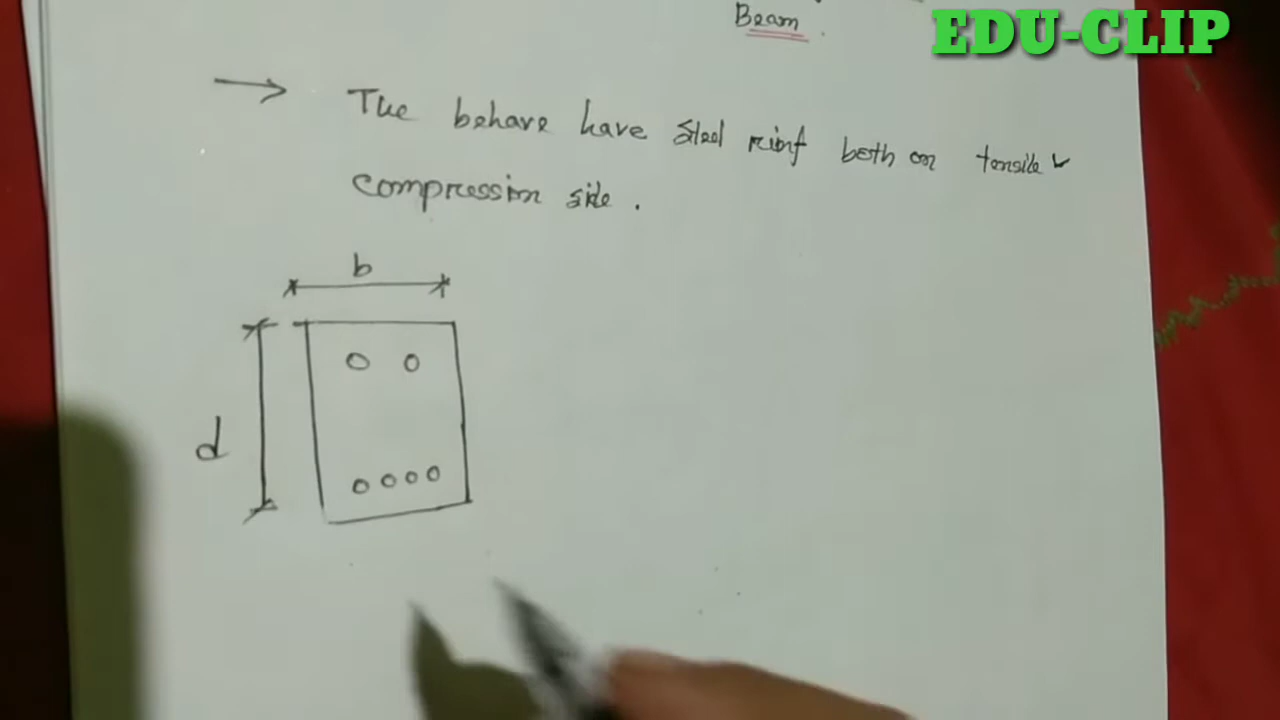 Beam.
EDU-CLIP
→ The behave have steel reinf both on tensile
compression side.
b
d